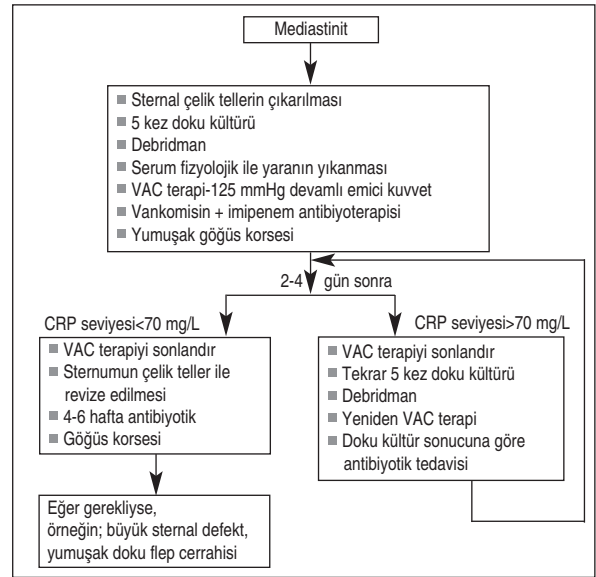 Mediastinit
■ Sternal çelik tellerin çıkarılması
■ 5 kez doku kültürü
■ Debridman
■ Serum fizyolojik ile yaranın yıkanması
■ VAC terapi-125 mmHg devamlı emici kuvvet
■ Vankomisin + imipenem antibiyoterapisi
■ Yumuşak göğüs korsesi
2-4 gün sonra
CRP seviyesi<70 mg/L
■ VAC terapiyi sonlandır
■ Sternumun çelik teller ile
revize edilmesi
■ 4-6 hafta antibiyotik
■ Göğüs korsesi
Eğer gerekliyse,
örneğin; büyük sternal defekt,
yumuşak doku flep cerrahisi
CRP seviyesi>70 mg/L
■ VAC terapiyi sonlandır
■ Tekrar 5 kez doku kültürü
■ Debridman
■ Yeniden VAC terapi
■ Doku kültür sonucuna göre
antibiyotik tedavisi